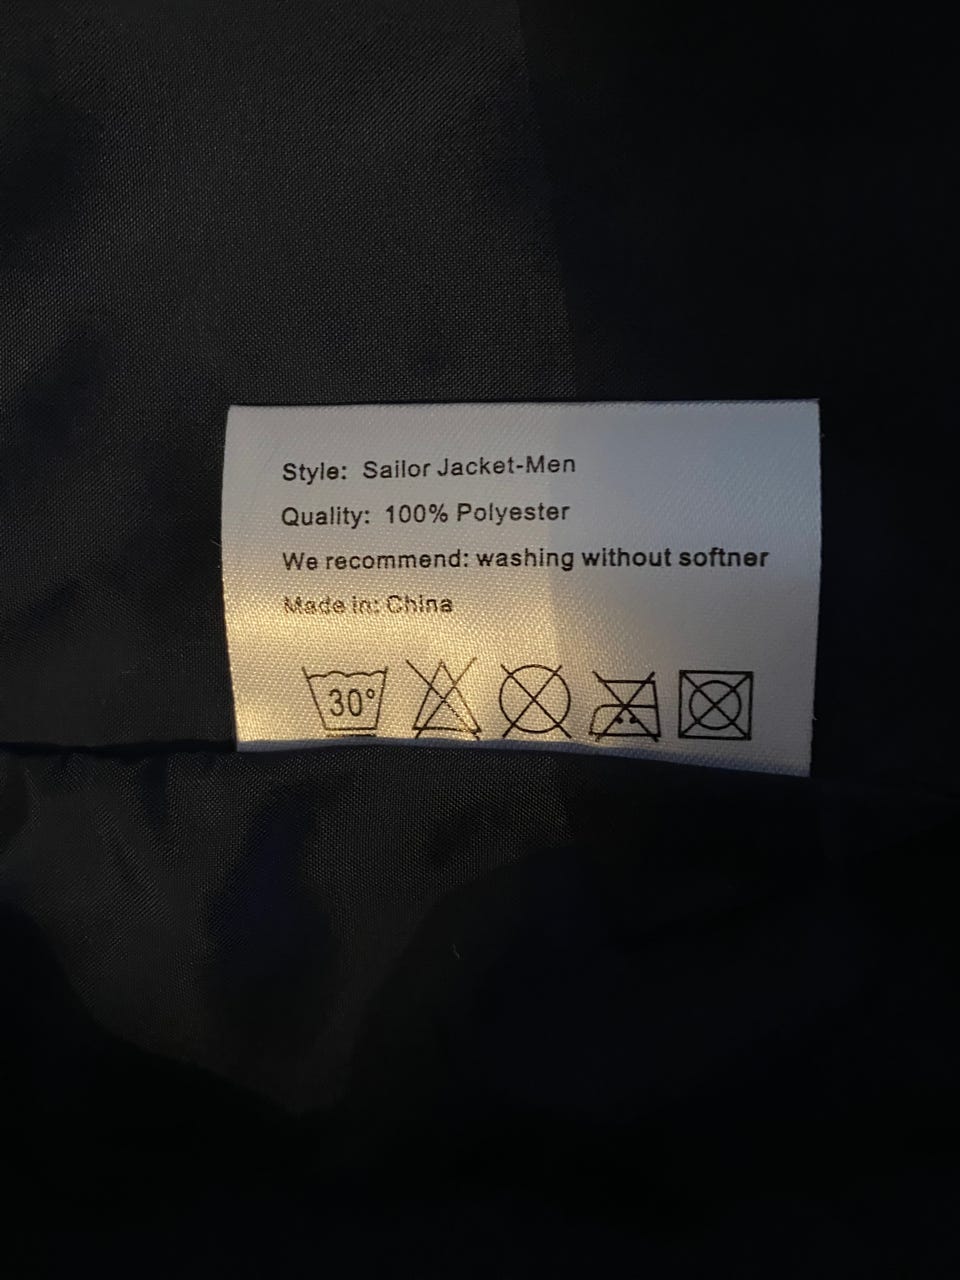 Style: Sailor Jacket-Men
Quality: 100% Polyester
We recommend: washing without softner
Made in: China
30°